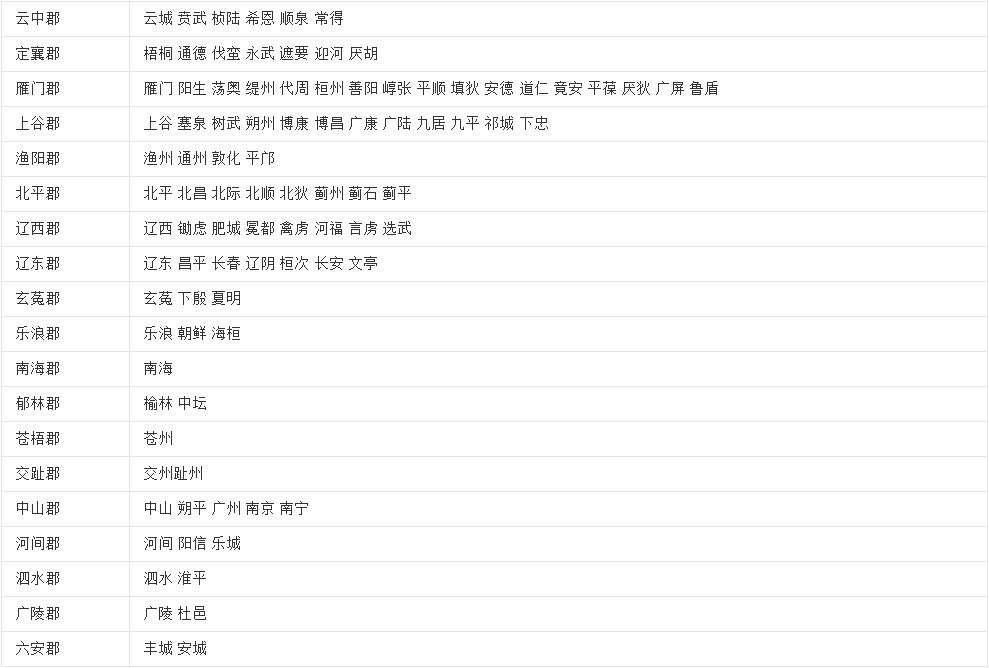 云中郡 云城 贲武 桢陆 希恩 顺泉 常得
定襄郡 梧桐 通德 伐蛮 永武 遮要 迎河 厌胡
雁门郡 雁门 阳生 荡舆 缇州 代周 桓州 善阳 崞张 平顺 填狄 安德 道仁 竟安 平葆 厌狄 广屏 鲁盾
上谷郡 上谷 塞泉 树武 朔州 博康 博昌 广康 广陆 九居 九平 祁城 下忠
渔阳郡 渔州 通州 敦化 平邝
北平郡 北平 北昌 北际 北顺 北狄 蓟州 蓟石 蓟平
辽西郡 辽西 锄虑 肥城 冕都 禽虏 河福 言虏 选武
辽东郡 辽东 昌平 长春 辽阴 桓次 长安 文亭
玄菟郡 玄菟 下殷 夏明
乐浪郡 乐浪 朝鲜 海桓
南海郡 南海
郁林郡 榆林 中坛
苍梧郡 苍州
交趾郡 交州趾州
中山郡 中山 朔平 广州 南京 南宁
河间郡 河间 阳信 乐城
泗水郡 泗水 淮平
广陵郡 广陵 杜邑
六安郡 丰城 安城